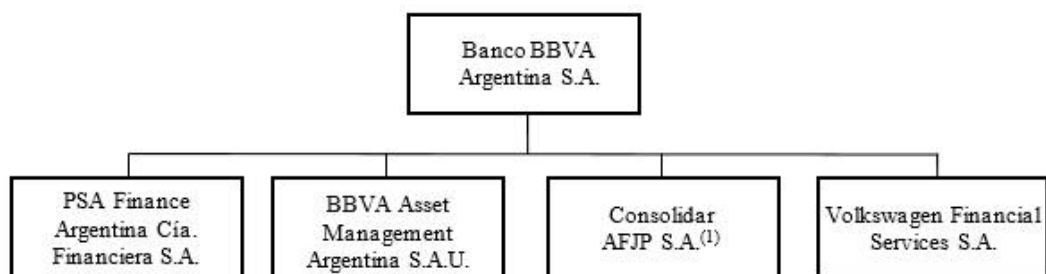 Banco BBVA
Argentina S.A.
PSA Finance
Argentina Cía.
Financiera S.A.
BBVA Asset
Management
Argentina S.A.U.
Consolidar
AFJP S.A.(1)
Volkswagen Financial
Services S.A.